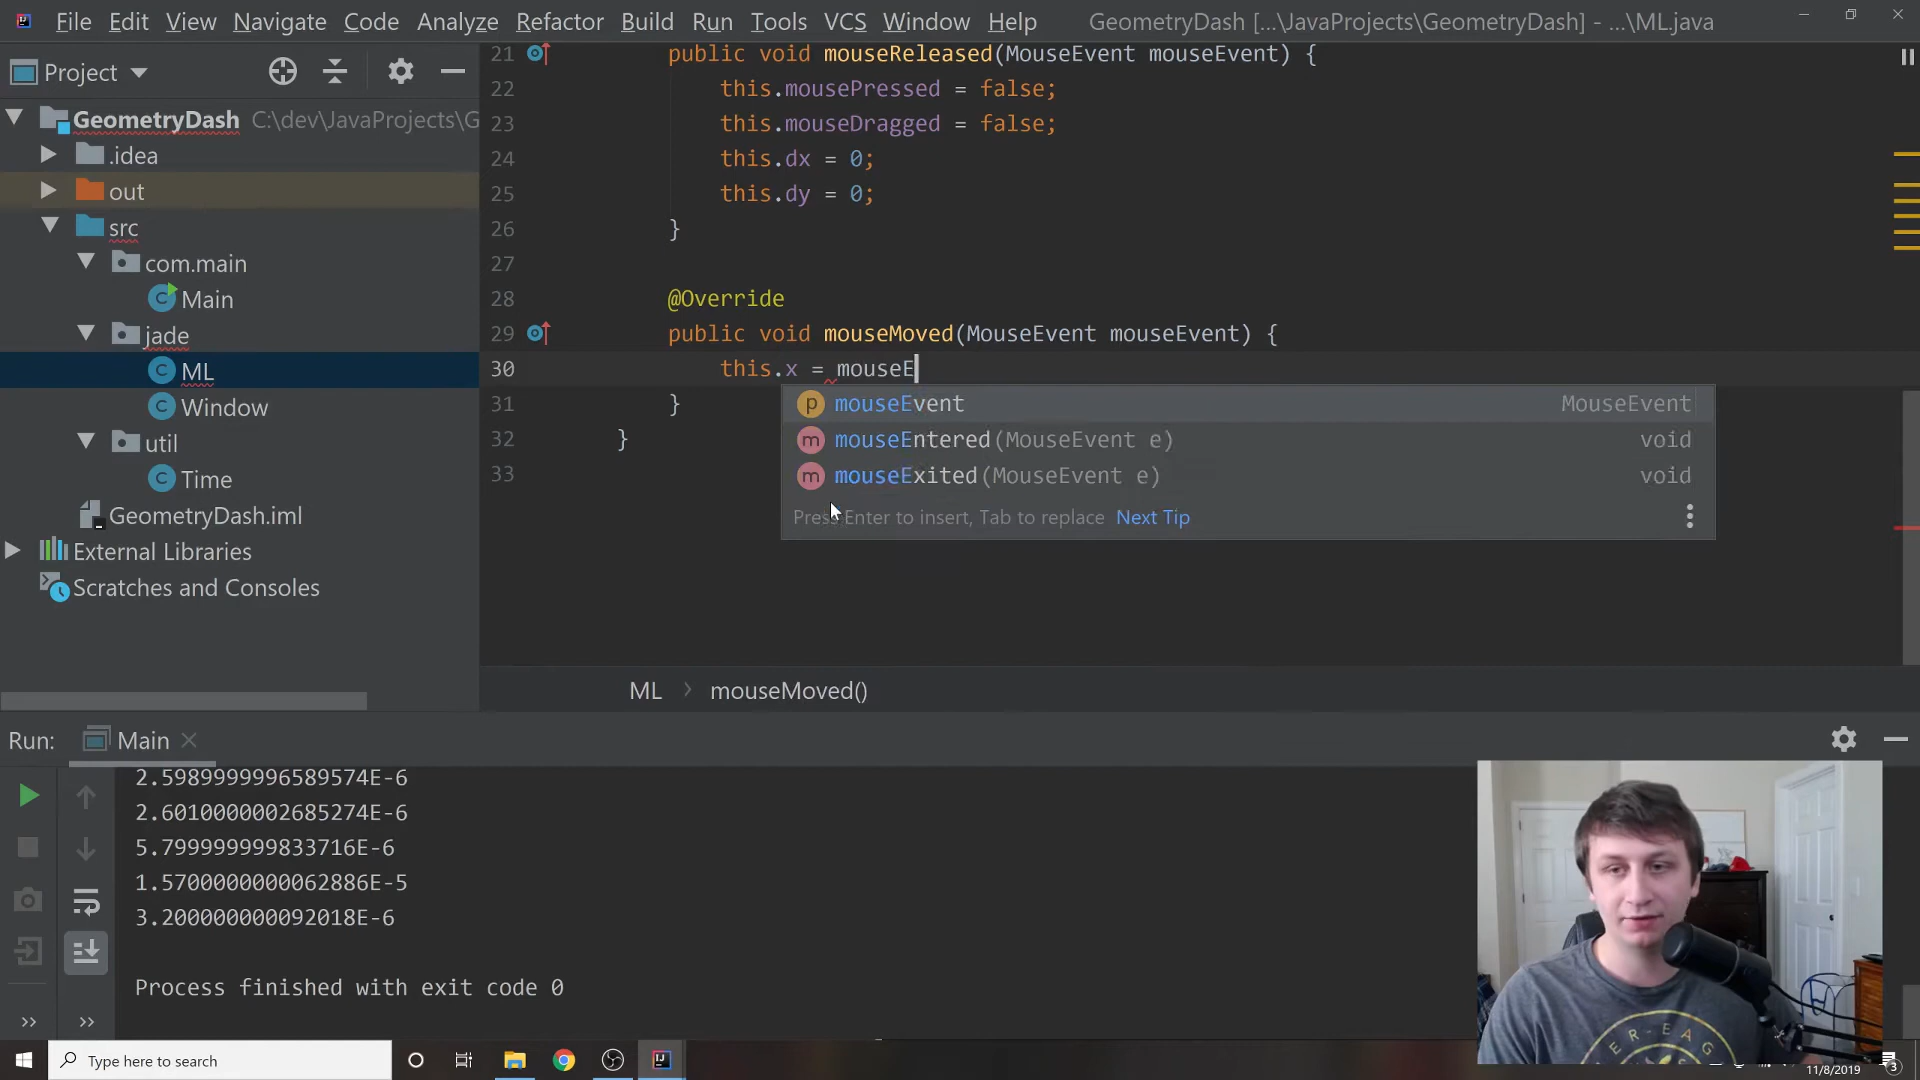 File Edit View Navigate Code Analyze Refactor Build Run Tools VCS Window Help GeometryDash [...\JavaProjects\GeometryDash] - ...\ML.java
Project
GeometryDash C:\dev\JavaProjects\G
.idea
out
src
com.main
Main
jade
ML
Window
util
Time
GeometryDash.iml
External Libraries
Scratches and Consoles
21 public void mouseReleased(MouseEvent mouseEvent) {
22 this.mousePressed = false;
23 this.mouseDragged = false;
24 this.dx = 0;
25 this.dy = 0;
26 }
27
28 @Override
29 public void mouseMoved(MouseEvent mouseEvent) {
30 this.x = mouseE
31 }
32 }
33
p mouseEvent MouseEvent
m mouseEntered(MouseEvent e) void
m mouseExited(MouseEvent e) void
Press Enter to insert, Tab to replace Next Tip
ML > mouseMoved()
Run: Main
2.5989999996589574E-6
2.6010000002685274E-6
5.799999999833716E-6
1.5700000000062886E-5
3.200000000092018E-6
Process finished with exit code 0
Type here to search
11/8/2019
3